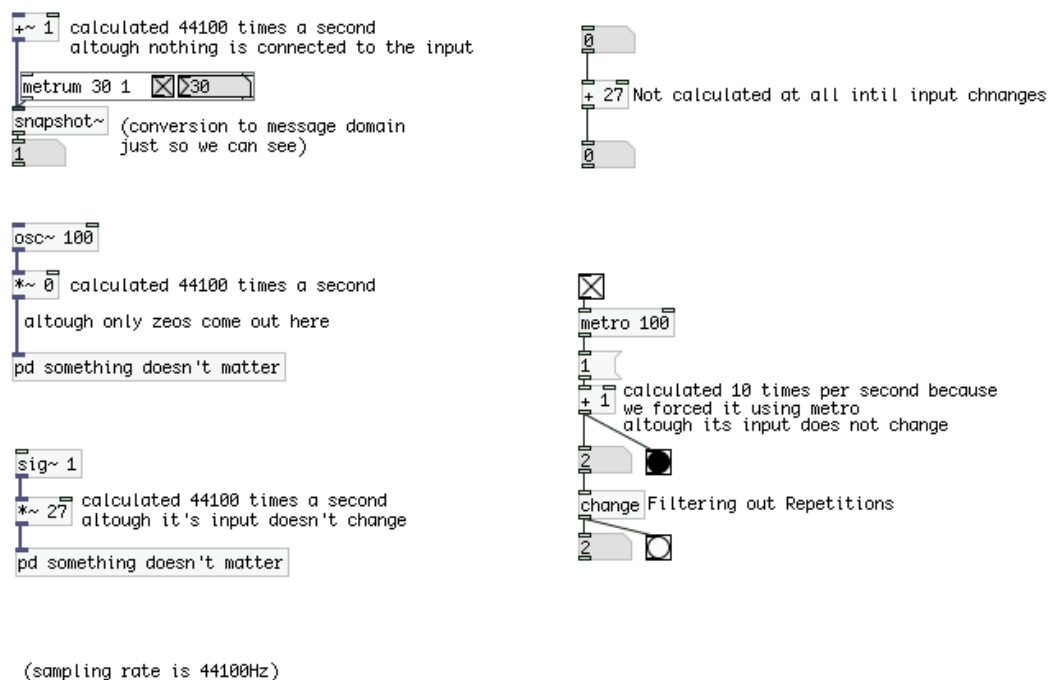 +~ 1
calculated 44100 times a second
altough nothing is connected to the input
metrum 30 1
30
snapshot~
(conversion to message domain
just so we can see)
1
osc~ 100
*~ 0
calculated 44100 times a second
altough only zeos come out here
pd something doesn't matter
sig~ 1
*~ 27
calculated 44100 times a second
altough it's input doesn't change
pd something doesn't matter
(sampling rate is 44100Hz)
0
+ 27
Not calculated at all intil input chnanges
0
metro 100
1
+ 1
calculated 10 times per second because
we forced it using metro
altough its input does not change
2
change
Filtering out Repetitions
2